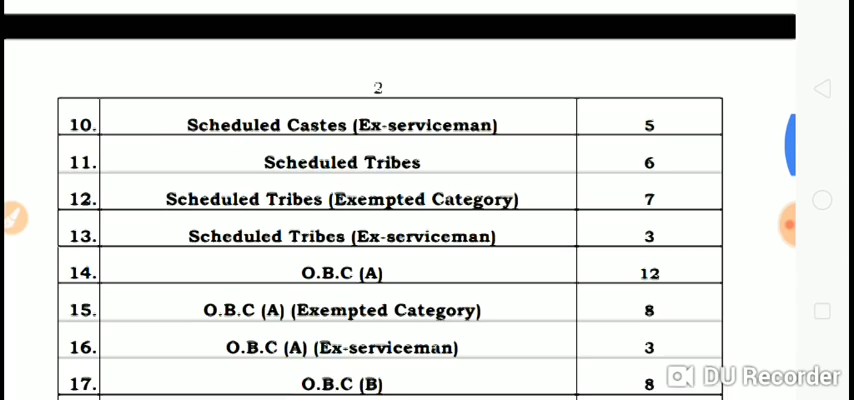 2
10. Scheduled Castes (Ex-serviceman) 5
11. Scheduled Tribes 6
12. Scheduled Tribes (Exempted Category) 7
13. Scheduled Tribes (Ex-serviceman) 3
14. O.B.C (A) 12
15. O.B.C (A) (Exempted Category) 8
16. O.B.C (A) (Ex-serviceman) 3
17. O.B.C (B) 8
DU Recorder